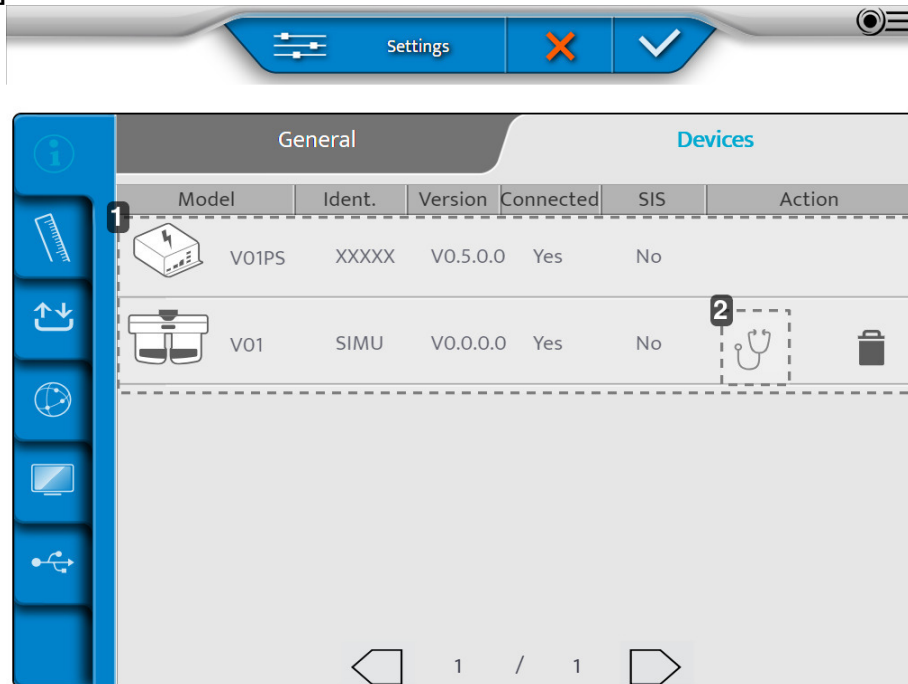 Settings
General Devices
Model Ident. Version Connected SIS Action
1
V01PS XXXXX V0.5.0.0 Yes No
2
V01 SIMU V0.0.0.0 Yes No
1 / 1